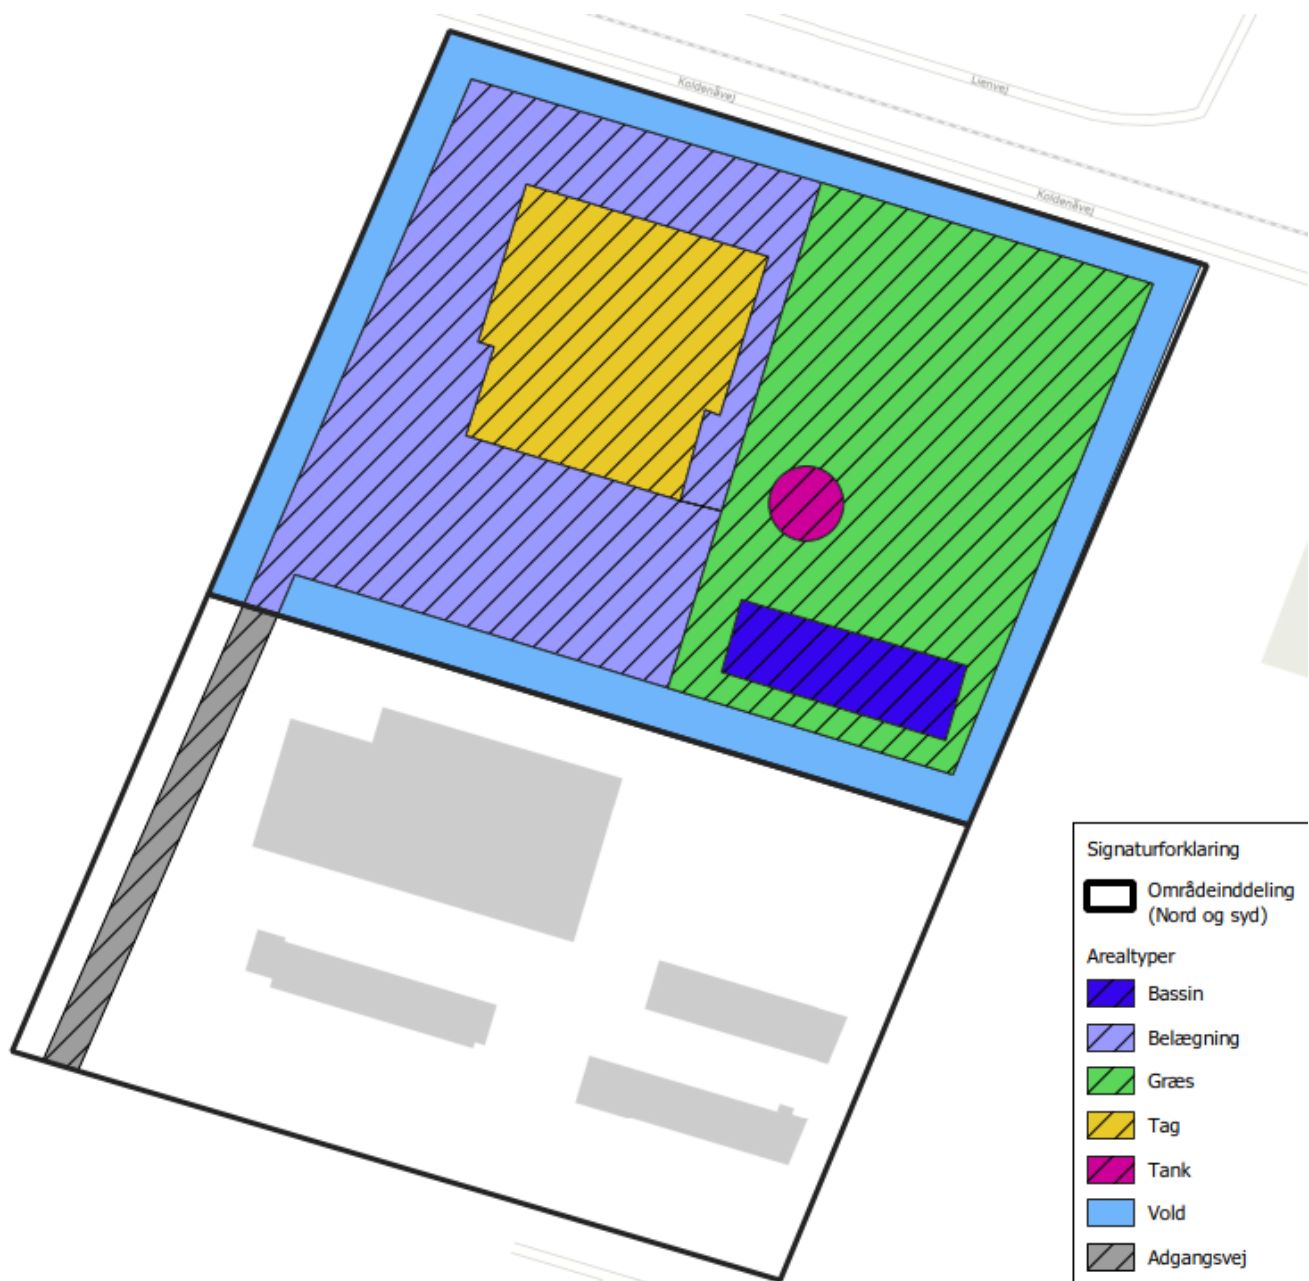 Lienvej
Koldenåvej
Koldenåvej
Signaturforklaring
Områdeinddeling
(Nord og syd)
Arealtyper
Bassin
Belægning
Græs
Tag
Tank
Vold
Adgangsvej